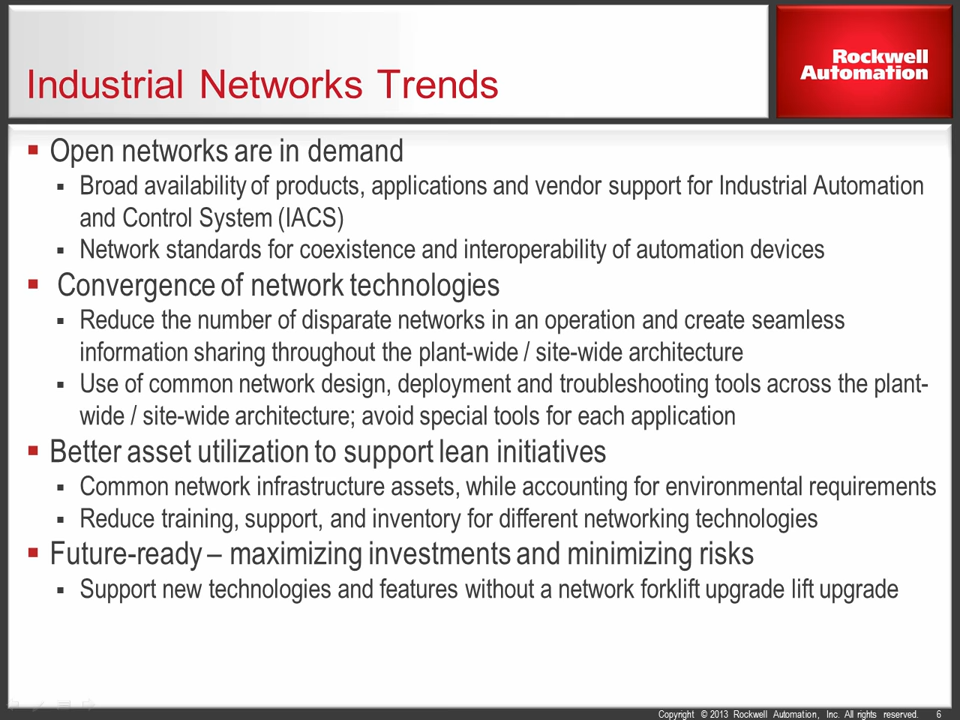 Rockwell
Automation
Industrial Networks Trends
▪ Open networks are in demand
▪ Broad availability of products, applications and vendor support for Industrial Automation
and Control System (IACS)
▪ Network standards for coexistence and interoperability of automation devices
▪ Convergence of network technologies
▪ Reduce the number of disparate networks in an operation and create seamless
information sharing throughout the plant-wide / site-wide architecture
▪ Use of common network design, deployment and troubleshooting tools across the plant-
wide / site-wide architecture; avoid special tools for each application
▪ Better asset utilization to support lean initiatives
▪ Common network infrastructure assets, while accounting for environmental requirements
▪ Reduce training, support, and inventory for different networking technologies
▪ Future-ready – maximizing investments and minimizing risks
▪ Support new technologies and features without a network forklift upgrade lift upgrade
Copyright © 2013 Rockwell Automation, Inc. All rights reserved. 6